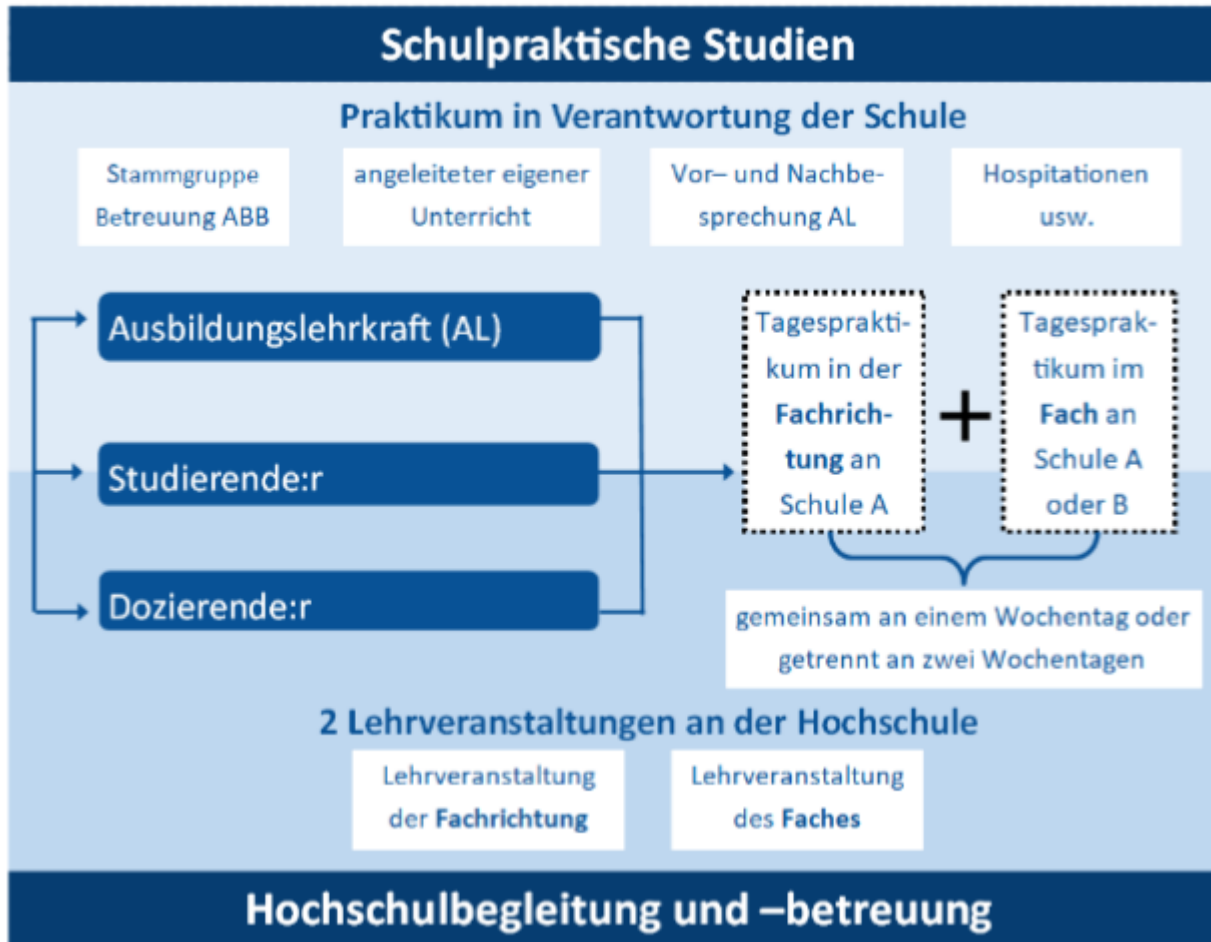 Schulpraktische Studien
Praktikum in Verantwortung der Schule
Stammgruppe
Betreuung ABB
angeleiteter eigener
Unterricht
Vor– und Nachbe-
sprechung AL
Hospitationen
usw.
Ausbildungslehrkraft (AL)
Studierende:r
Dozierende:r
Tageprakti-
kum in der
Fachrich-
tung an
Schule A
+
Tagesprak-
tikum im
Fach an
Schule A
oder B
gemeinsam an einem Wochentag oder
getrennt an zwei Wochentagen
2 Lehrveranstaltungen an der Hochschule
Lehrveranstaltung
der Fachrichtung
Lehrveranstaltung
des Faches
Hochschulbegleitung und –betreuung